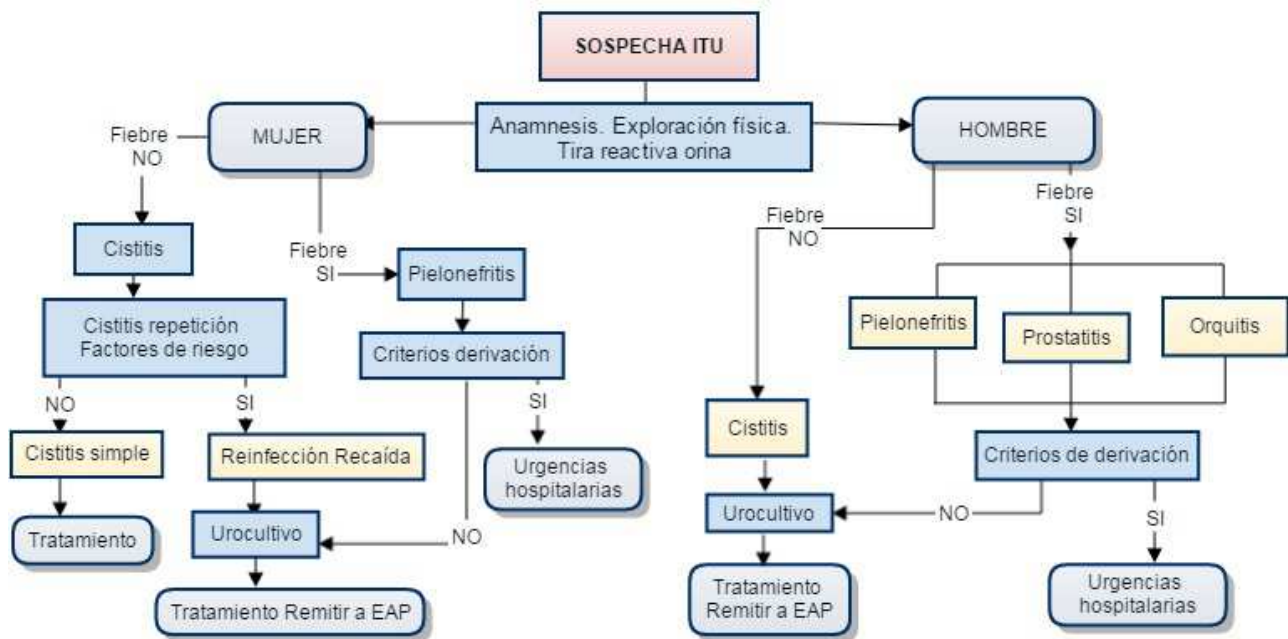 SOSPECHA ITU
Anamnesis. Exploración física.
Tira reactiva orina
MUJER
HOMBRE
Fiebre
NO
Cistitis
Cistitis repetición
Factores de riesgo
NO
SI
Cistitis simple
Reinfección Recaída
Tratamiento
Urocultivo
Tratamiento Remitir a EAP
Fiebre
SI
Pielonefritis
Criterios derivación
SI
NO
Urgencias
hospitalarias
Fiebre
NO
Cistitis
Urocultivo
Tratamiento
Remitir a EAP
Fiebre
SI
Pielonefritis
Prostatitis
Orquitis
Criterios de derivación
NO
SI
Urgencias
hospitalarias